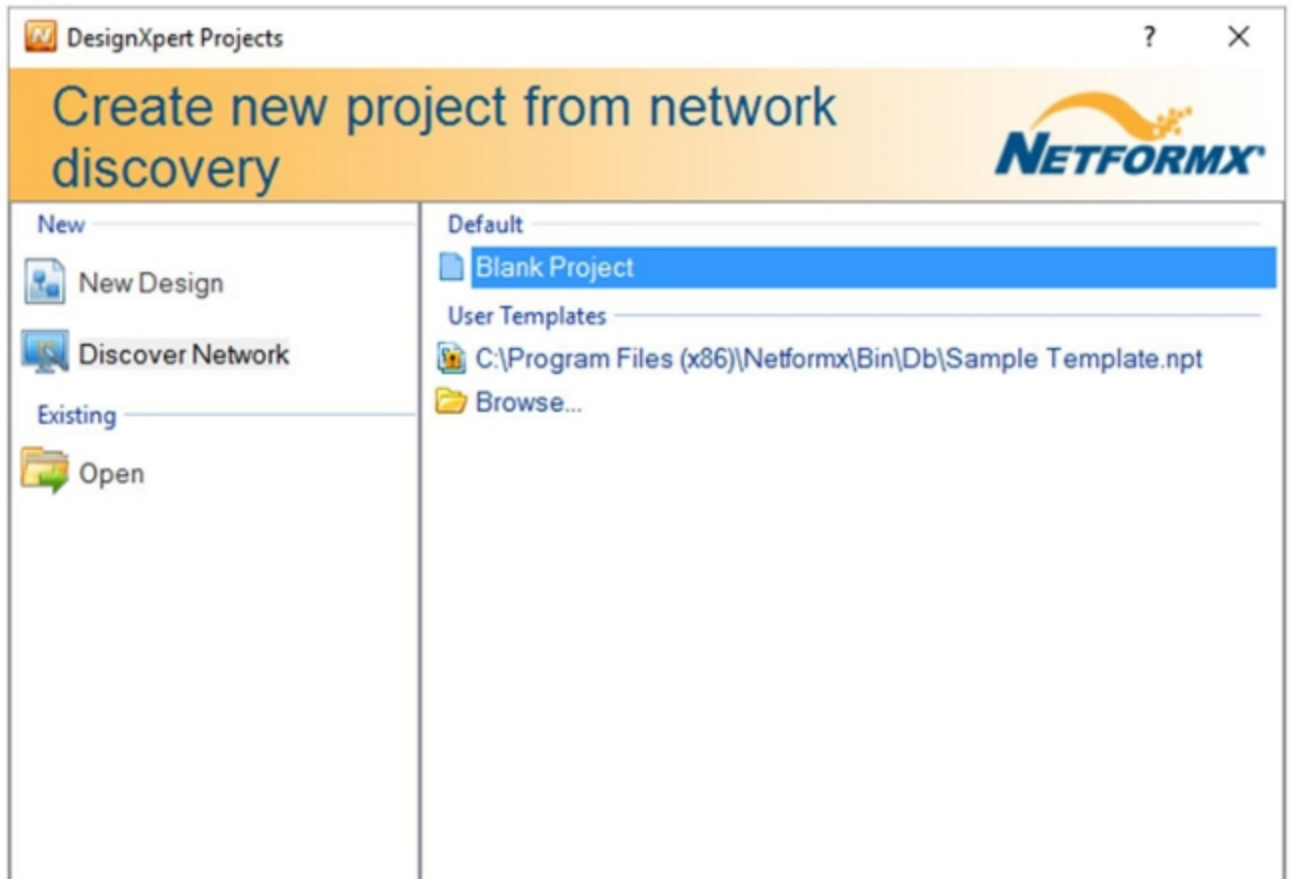 DesignXpert Projects
?
Create new project from network
discovery
NETFORMX
New
New Design
Discover Network
Existing
Open
Default
Blank Project
User Templates
C:\Program Files (x86)\Netformx\Bin\Db\Sample Template.npt
Browse...